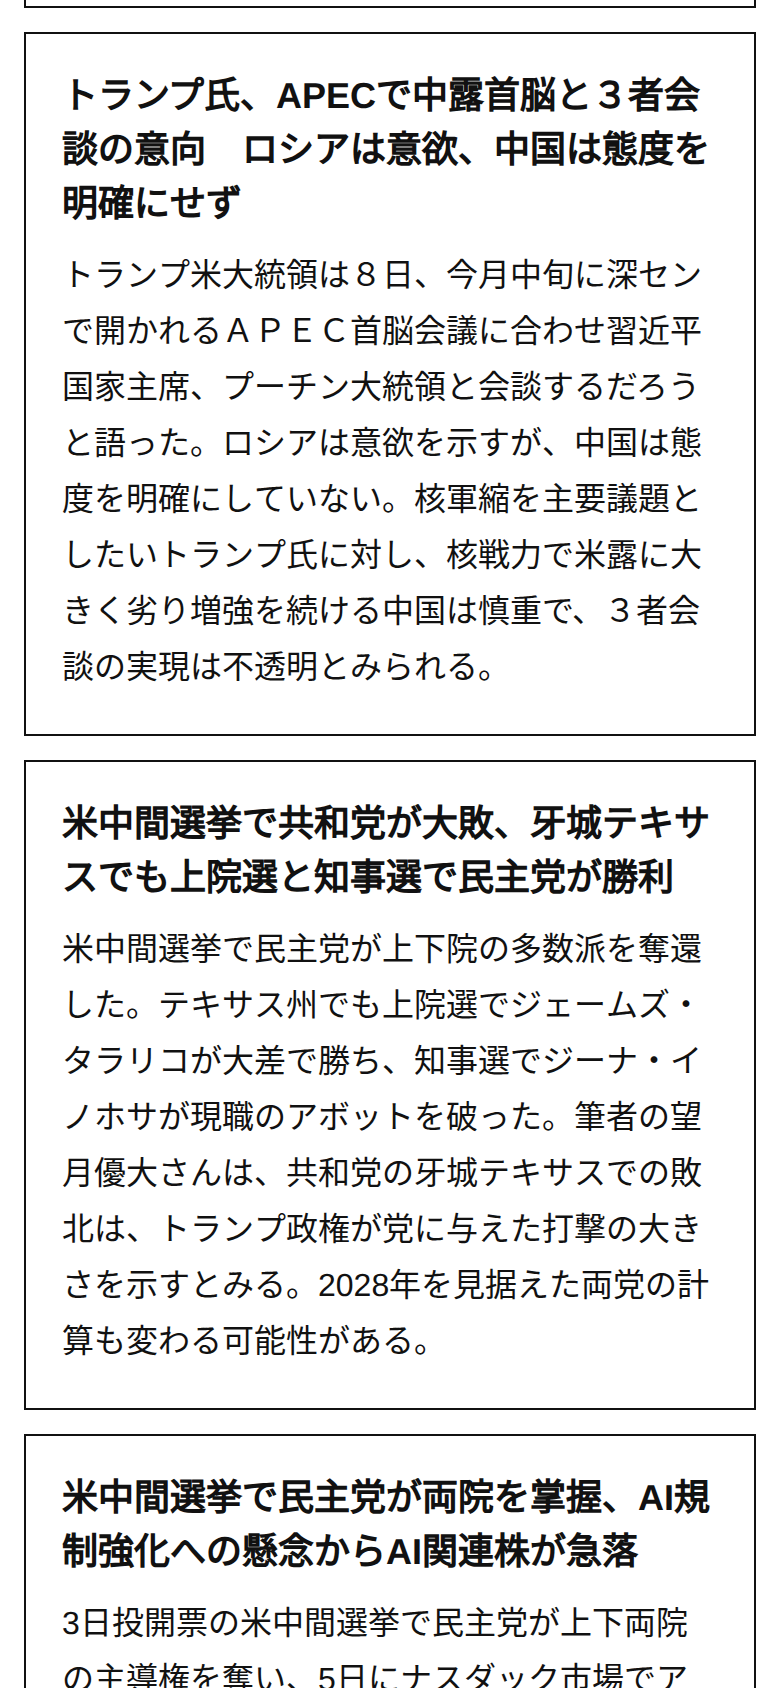 トランプ氏、APECで中露首脳と３者会
談の意向　ロシアは意欲、中国は態度を
明確にせず
トランプ米大統領は８日、今月中旬に深セン
で開かれるＡＰＥＣ首脳会議に合わせ習近平
国家主席、プーチン大統領と会談するだろう
と語った。ロシアは意欲を示すが、中国は態
度を明確にしていない。核軍縮を主要議題と
したいトランプ氏に対し、核戦力で米露に大
きく劣り増強を続ける中国は慎重で、３者会
談の実現は不透明とみられる。
米中間選挙で共和党が大敗、牙城テキサ
スでも上院選と知事選で民主党が勝利
米中間選挙で民主党が上下院の多数派を奪還
した。テキサス州でも上院選でジェームズ・
タラリコが大差で勝ち、知事選でジーナ・イ
ノホサが現職のアボットを破った。筆者の望
月優大さんは、共和党の牙城テキサスでの敗
北は、トランプ政権が党に与えた打撃の大き
さを示すとみる。2028年を見据えた両党の計
算も変わる可能性がある。
米中間選挙で民主党が両院を掌握、AI規
制強化への懸念からAI関連株が急落
3日投開票の米中間選挙で民主党が上下両院
の主導権を奪い、5日にナスダック市場でア